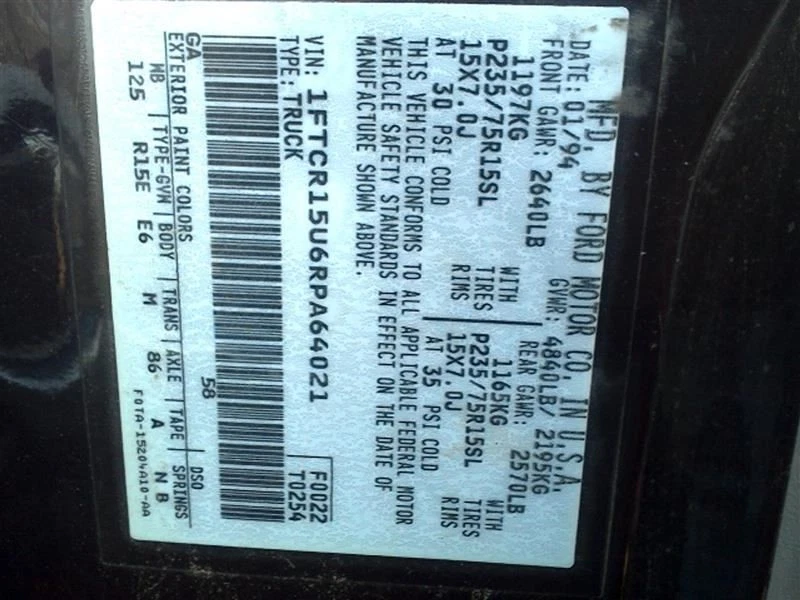 MFD. BY FORD MOTOR CO. IN U.S.A.
DATE: 01/94 GVWR: 4840LB/ 2195KG
FRONT GAWR: 2640LB REAR GAWR: 2570LB
1197KG WITH 1165KG WITH
P235/75R15SL TIRES P235/75R15SL TIRES
15X7.0J RIMS 15X7.0J RIMS
AT 30 PSI COLD AT 35 PSI COLD
THIS VEHICLE CONFORMS TO ALL APPLICABLE FEDERAL MOTOR
VEHICLE SAFETY STANDARDS IN EFFECT ON THE DATE OF
MANUFACTURE SHOWN ABOVE.
VIN: 1FTCR15U6RPA64021 F0022
TYPE: TRUCK T0254
GA 58
EXTERIOR PAINT COLORS DSO
WB TYPE-GVW BODY TRANS AXLE TAPE SPRINGS
125 R15E E6 M 86 A N B
F0TA-15204A10-AA